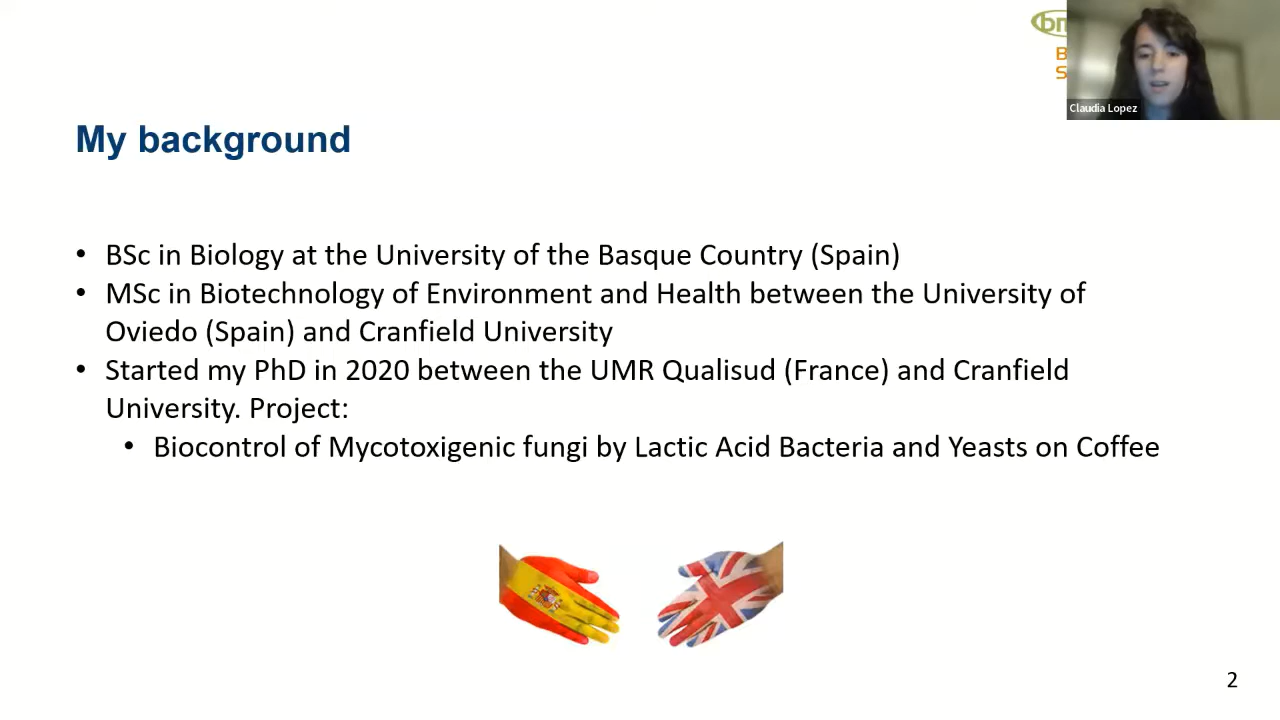 Claudia Lopez
My background
• BSc in Biology at the University of the Basque Country (Spain)
• MSc in Biotechnology of Environment and Health between the University of
Oviedo (Spain) and Cranfield University
• Started my PhD in 2020 between the UMR Qualisud (France) and Cranfield
University. Project:
• Biocontrol of Mycotoxigenic fungi by Lactic Acid Bacteria and Yeasts on Coffee
2